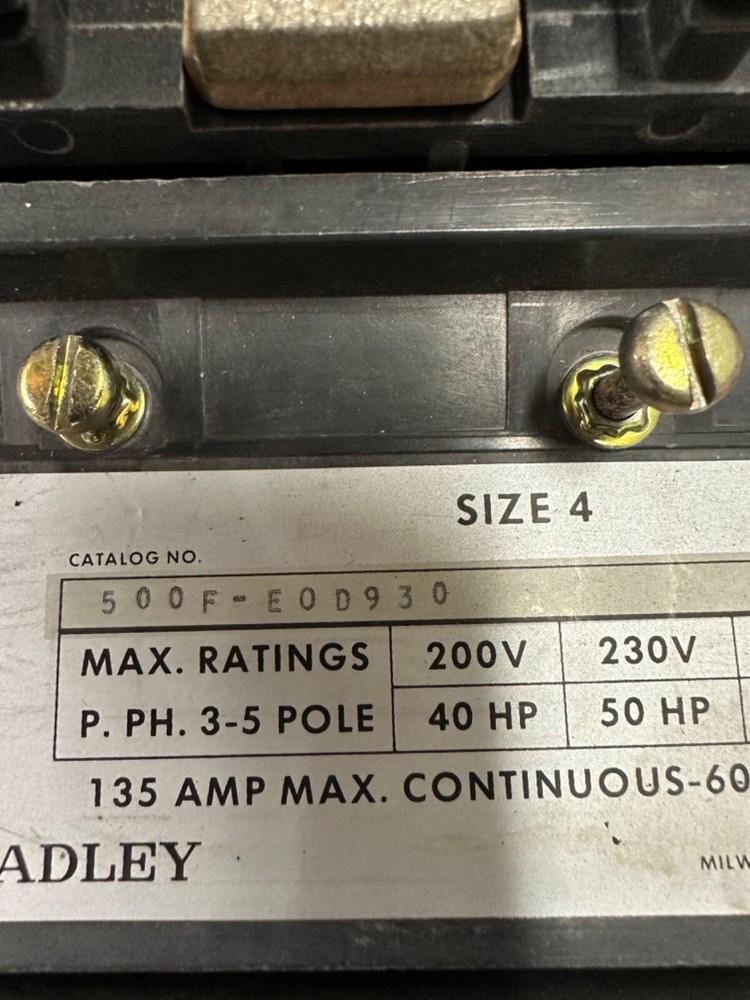 SIZE 4
CATALOG NO.
500F-EOD930
MAX. RATINGS 200V 230V
P. PH. 3-5 POLE 40 HP 50 HP
135 AMP MAX. CONTINUOUS-60
ADLEY MILW